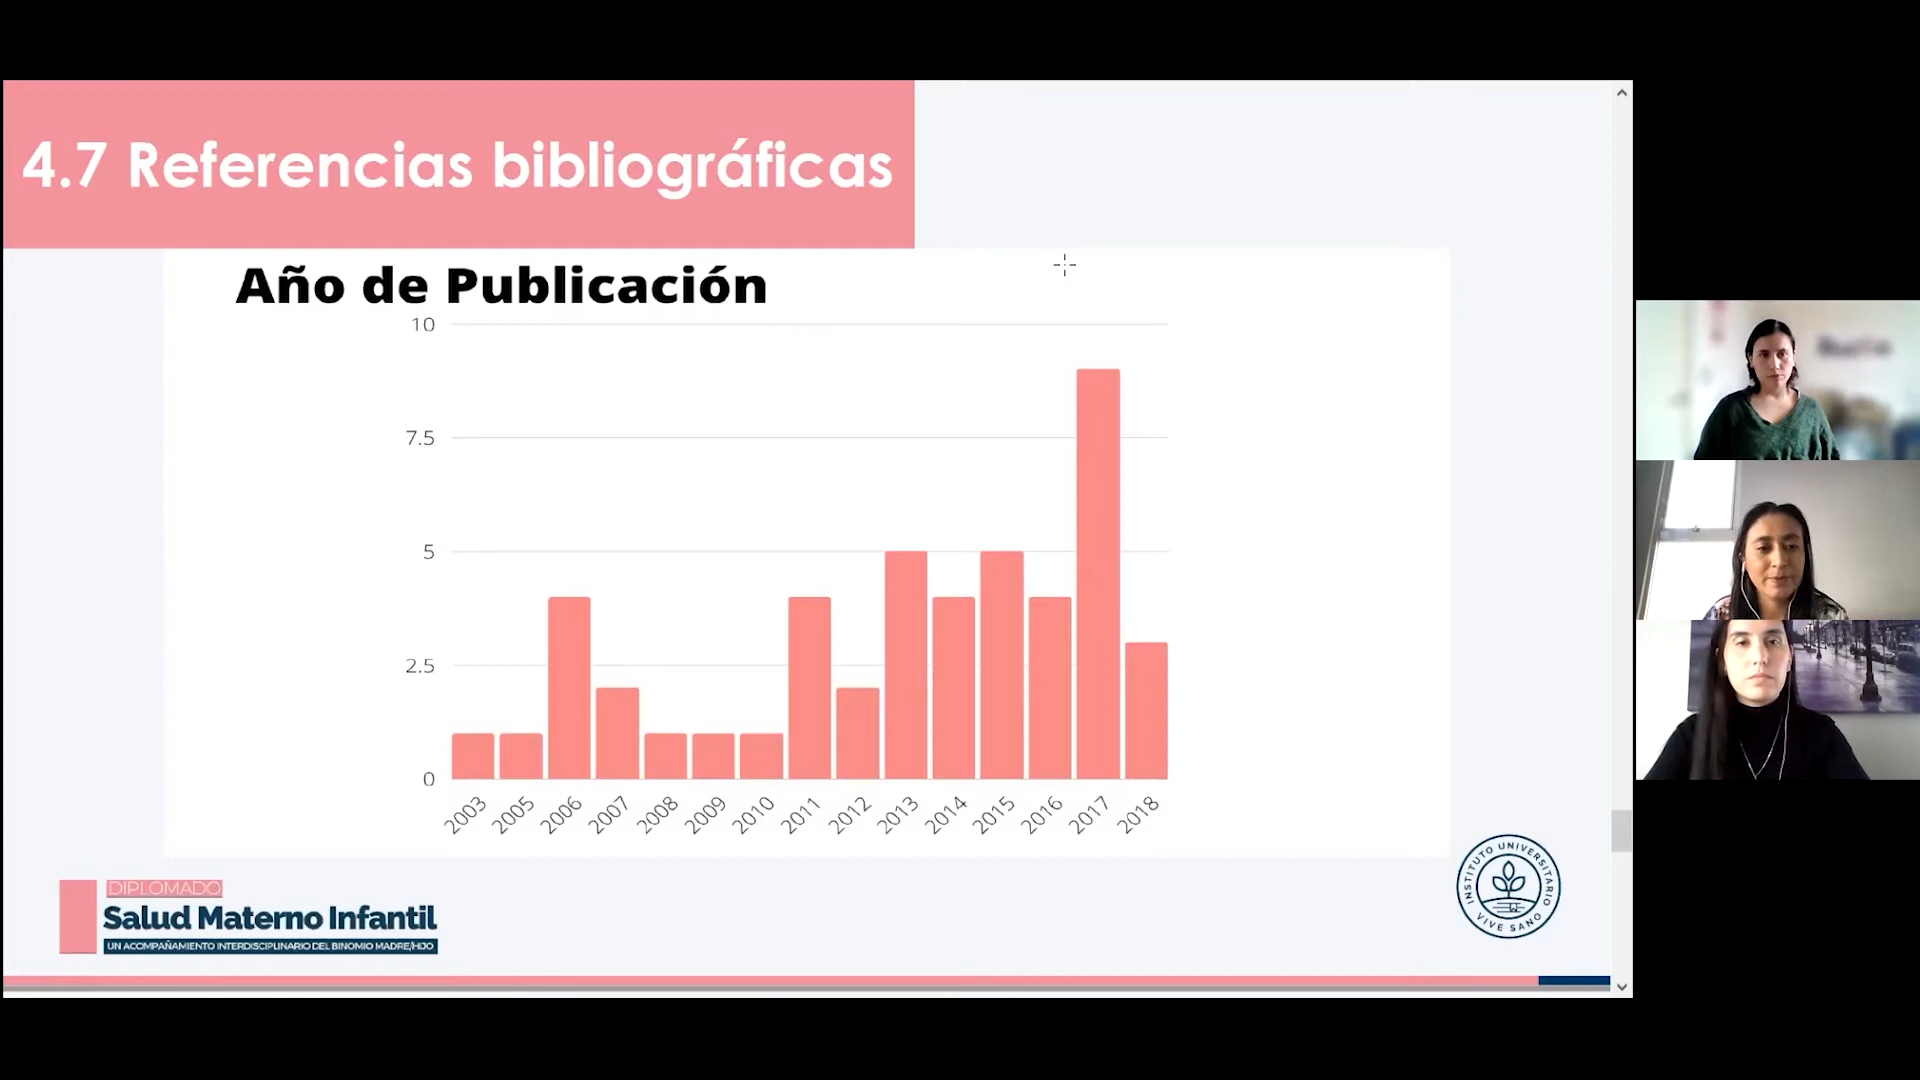 4.7 Referencias bibliográficas
Año de Publicación
10
7.5
5
2.5
0
2003
2005
2006
2007
2008
2009
2010
2011
2012
2013
2014
2015
2016
2017
2018
DIPLOMADO
Salud Materno Infantil
UN ACOMPAÑAMIENTO INTERDISCIPLINARIO DEL BINOMIO MADRE/HIJO
INSTITUTO UNIVERSITARIO
VIVE SANO